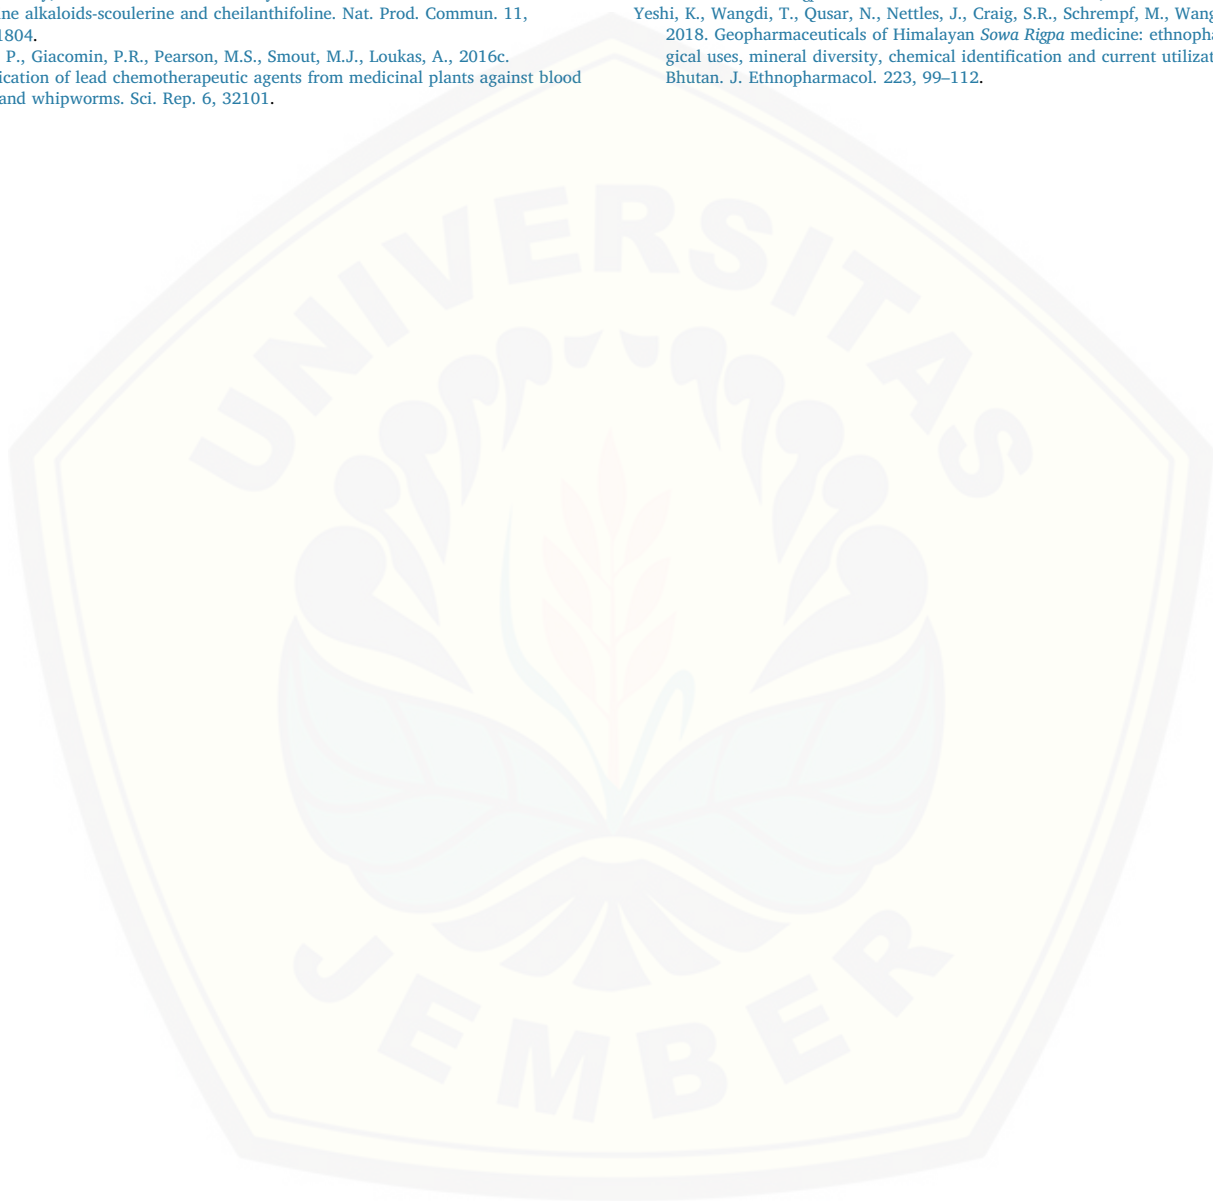 ne alkaloids-scoulerine and cheilanthifoline. Nat. Prod. Commun. 11,
1804.
P., Giacomin, P.R., Pearson, M.S., Smout, M.J., Loukas, A., 2016c.
ication of lead chemotherapeutic agents from medicinal plants against blood
and whipworms. Sci. Rep. 6, 32101.
Yeshi, K., Wangdi, T., Qusar, N., Nettles, J., Craig, S.R., Schrempf, M., Wang
2018. Geopharmaceuticals of Himalayan Sowa Rigpa medicine: ethnopha
gical uses, mineral diversity, chemical identification and current utilizat
Bhutan. J. Ethnopharmacol. 223, 99–112.
UNIVERSITAS
JEMBER